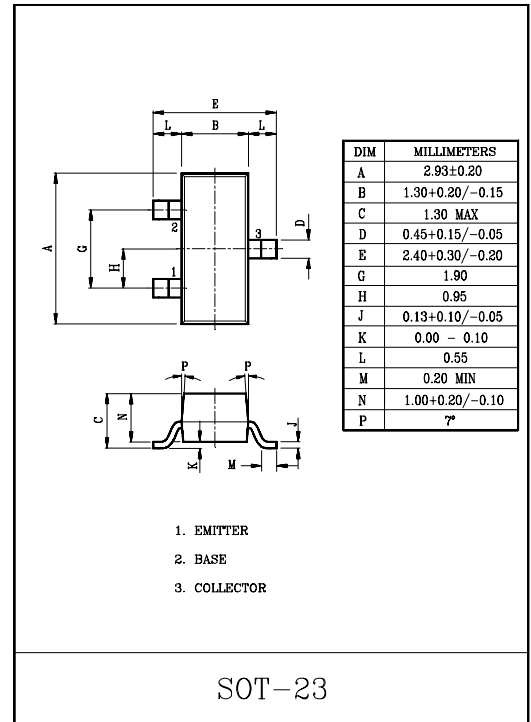 E
L B L
A
G
H
2
1
3
D
DIM MILLIMETERS
A 2.93±0.20
B 1.30+0.20/-0.15
C 1.30 MAX
D 0.45+0.15/-0.05
E 2.40+0.30/-0.20
G 1.90
H 0.95
J 0.13+0.10/-0.05
K 0.00 - 0.10
L 0.55
M 0.20 MIN
N 1.00+0.20/-0.10
P 7°
P P
C
N
K
M
J
1. EMITTER
2. BASE
3. COLLECTOR
SOT-23